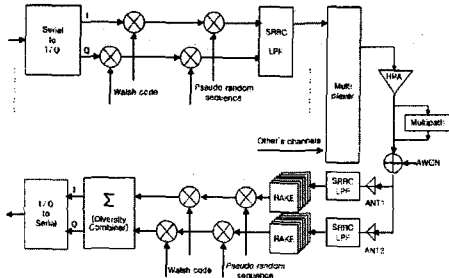 Serial
to
I / Q
I
Q
Walsh code
Pseudo random
sequence
SRRC
LPF
Multi
plexer
Other's channels
HPA
Multipath
AWGN
I / Q
to
Serial
I
Q
Σ
(Diversity
Combiner)
RAKE
RAKE
SRRC
LPF
ANT1
SRRC
LPF
ANT2
Walsh code
Pseudo random
sequence